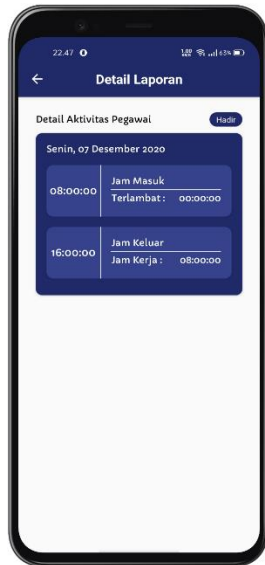 22.47
63%
Detail Laporan
Detail Aktivitas Pegawai
Hadir
Senin, 07 Desember 2020
08:00:00
Jam Masuk
Terlambat : 00:00:00
16:00:00
Jam Keluar
Jam Kerja : 08:00:00